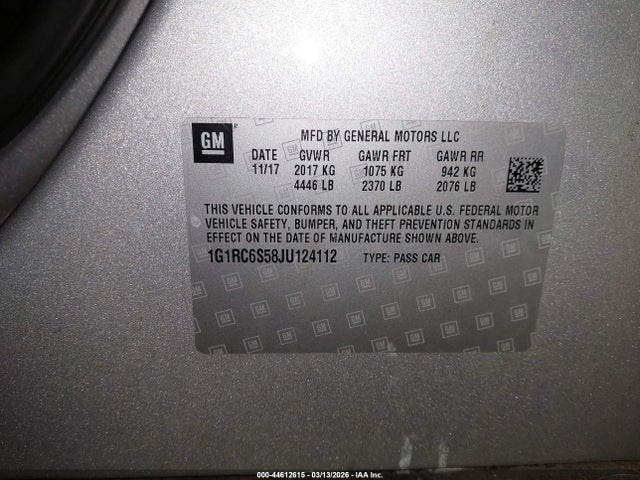 GM
MFD BY GENERAL MOTORS LLC
DATE GVWR GAWR FRT GAWR RR
11/17 2017 KG 1075 KG 942 KG
4446 LB 2370 LB 2076 LB
THIS VEHICLE CONFORMS TO ALL APPLICABLE U.S. FEDERAL MOTOR
VEHICLE SAFETY, BUMPER, AND THEFT PREVENTION STANDARDS IN
EFFECT ON THE DATE OF MANUFACTURE SHOWN ABOVE.
1G1RC6S58JU124112 TYPE: PASS CAR
000-44612615 - 03/13/2026 - IAA Inc.